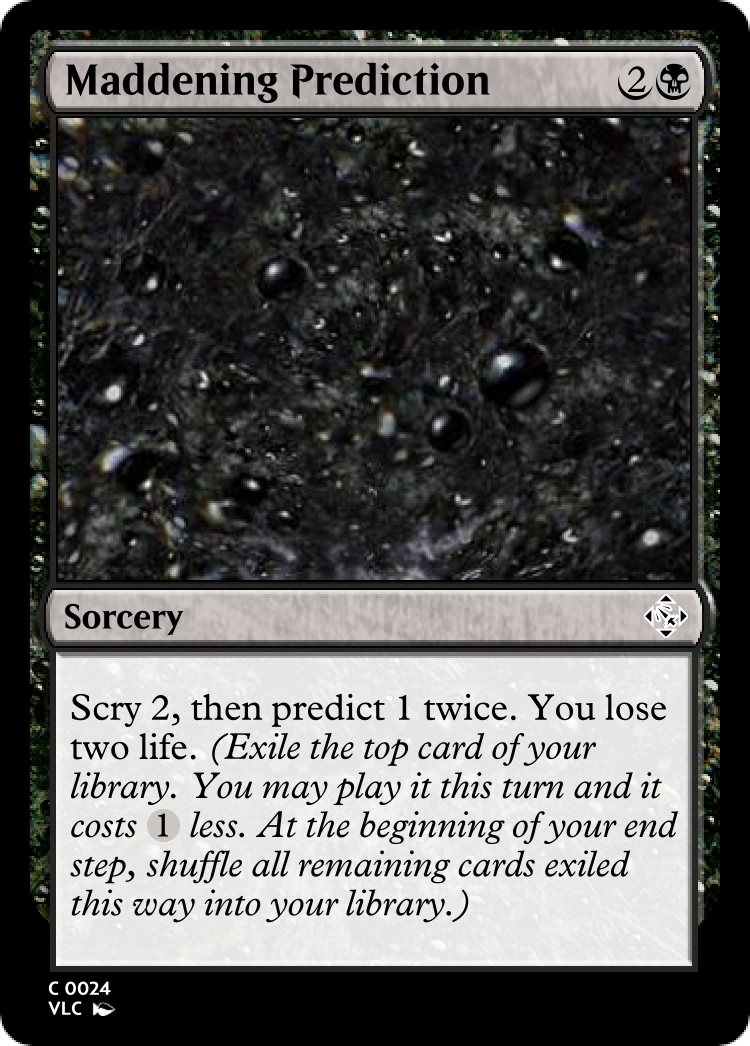 Maddening Prediction 2
Sorcery
Scry 2, then predict 1 twice. You lose
two life. (Exile the top card of your
library. You may play it this turn and it
costs 1 less. At the beginning of your end
step, shuffle all remaining cards exiled
this way into your library.)
C 0024
VLC